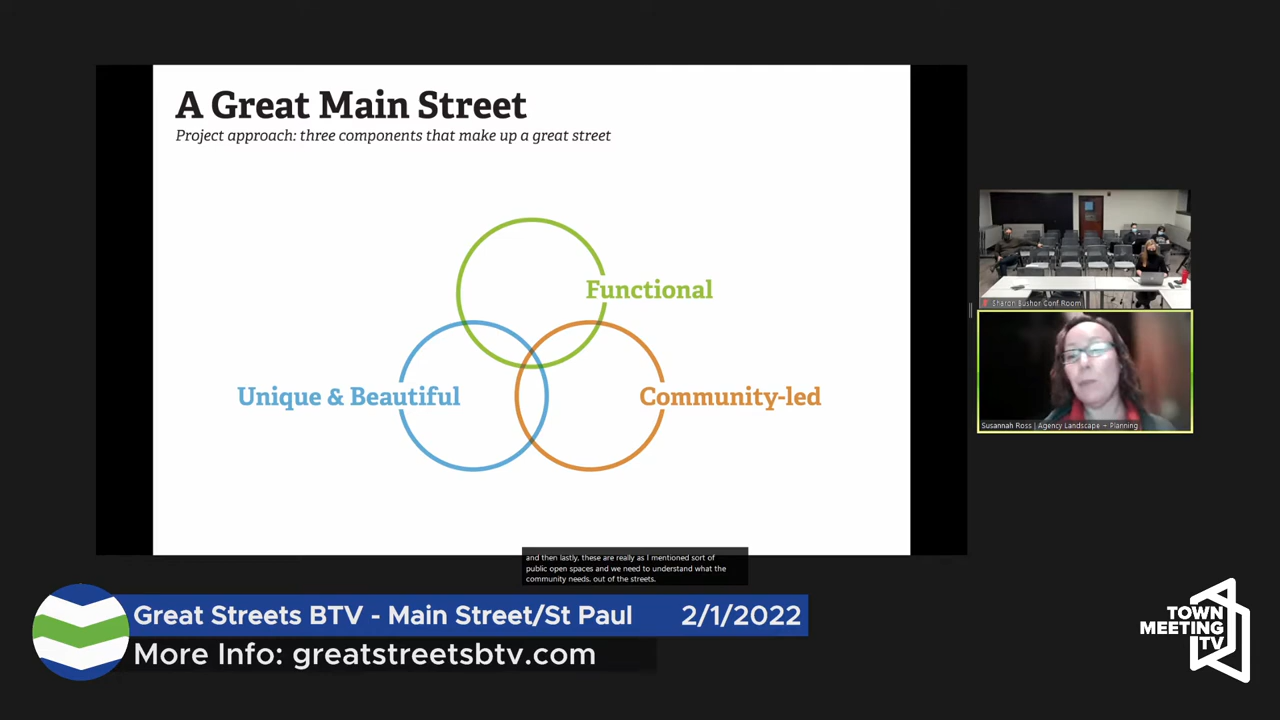 A Great Main Street
Project approach: three components that make up a great street
Functional
Unique & Beautiful
Community-led
Sharon Bushor Conf Room
Susannah Ross | Agency Landscape + Planning
and then lastly, these are really as I mentioned sort of
public open spaces and we need to understand what the
community needs. out of the streets.
Great Streets BTV - Main Street/St Paul 2/1/2022
More Info: greatstreetsbtv.com
TOWN
MEETING
TV